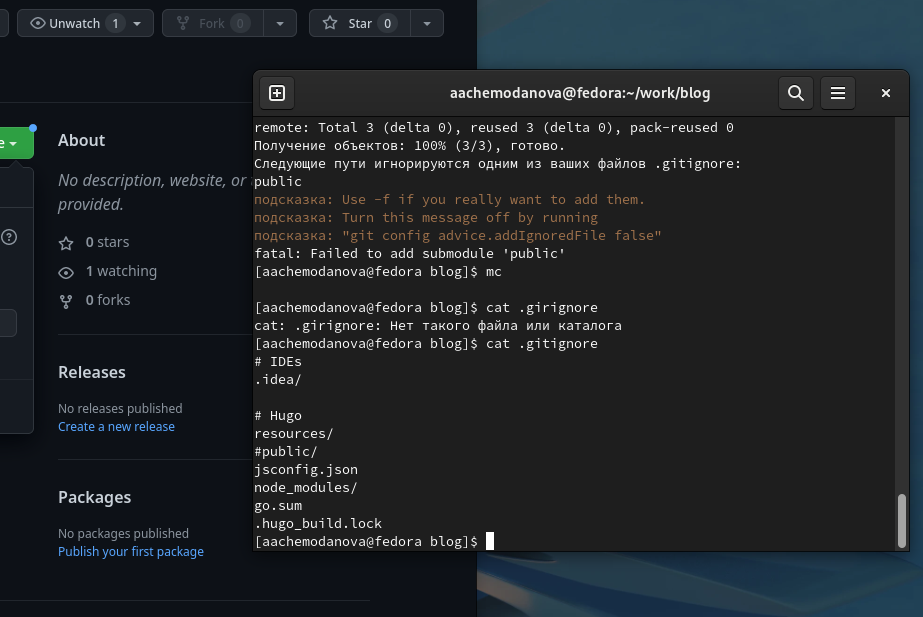 Unwatch 1
Fork 0
Star 0
e
About
No description, website, or
provided.
0 stars
1 watching
0 forks
Releases
No releases published
Create a new release
Packages
No packages published
Publish your first package
aachemodanova@fedora:~/work/blog
remote: Total 3 (delta 0), reused 3 (delta 0), pack-reused 0
Получение объектов: 100% (3/3), готово.
Следующие пути игнорируются одним из ваших файлов .gitignore:
public
подсказка: Use -f if you really want to add them.
подсказка: Turn this message off by running
подсказка: "git config advice.addIgnoredFile false"
fatal: Failed to add submodule 'public'
[aachemodanova@fedora blog]$ mc
[aachemodanova@fedora blog]$ cat .girignore
cat: .girignore: Нет такого файла или каталога
[aachemodanova@fedora blog]$ cat .gitignore
# IDEs
.idea/
# Hugo
resources/
#public/
jsconfig.json
node_modules/
go.sum
.hugo_build.lock
[aachemodanova@fedora blog]$